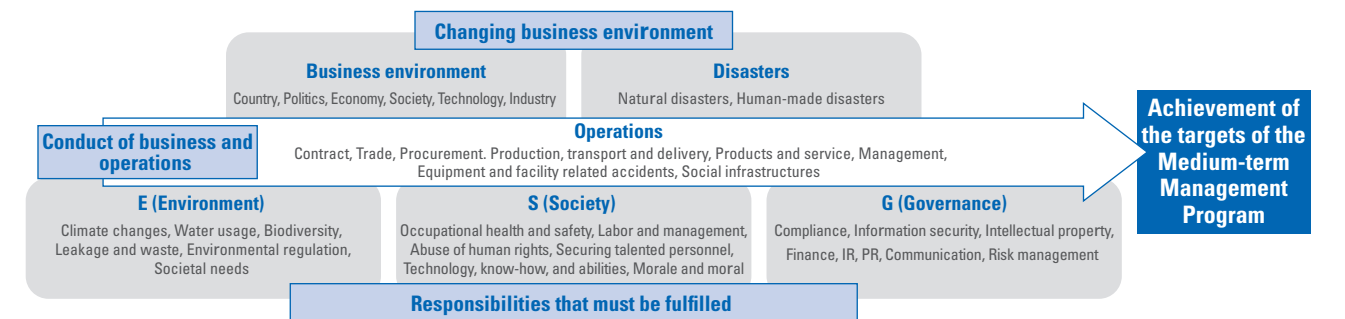 Changing business environment
Business environment
Country, Politics, Economy, Society, Technology, Industry
Disasters
Natural disasters, Human-made disasters
Conduct of business and
operations
Operations
Contract, Trade, Procurement. Production, transport and delivery, Products and service, Management,
Equipment and facility related accidents, Social infrastructures
Achievement of
the targets of the
Medium-term
Management
Program
E (Environment)
Climate changes, Water usage, Biodiversity,
Leakage and waste, Environmental regulation,
Societal needs
S (Society)
Occupational health and safety, Labor and management,
Abuse of human rights, Securing talented personnel,
Technology, know-how, and abilities, Morale and moral
G (Governance)
Compliance, Information security, Intellectual property,
Finance, IR, PR, Communication, Risk management
Responsibilities that must be fulfilled